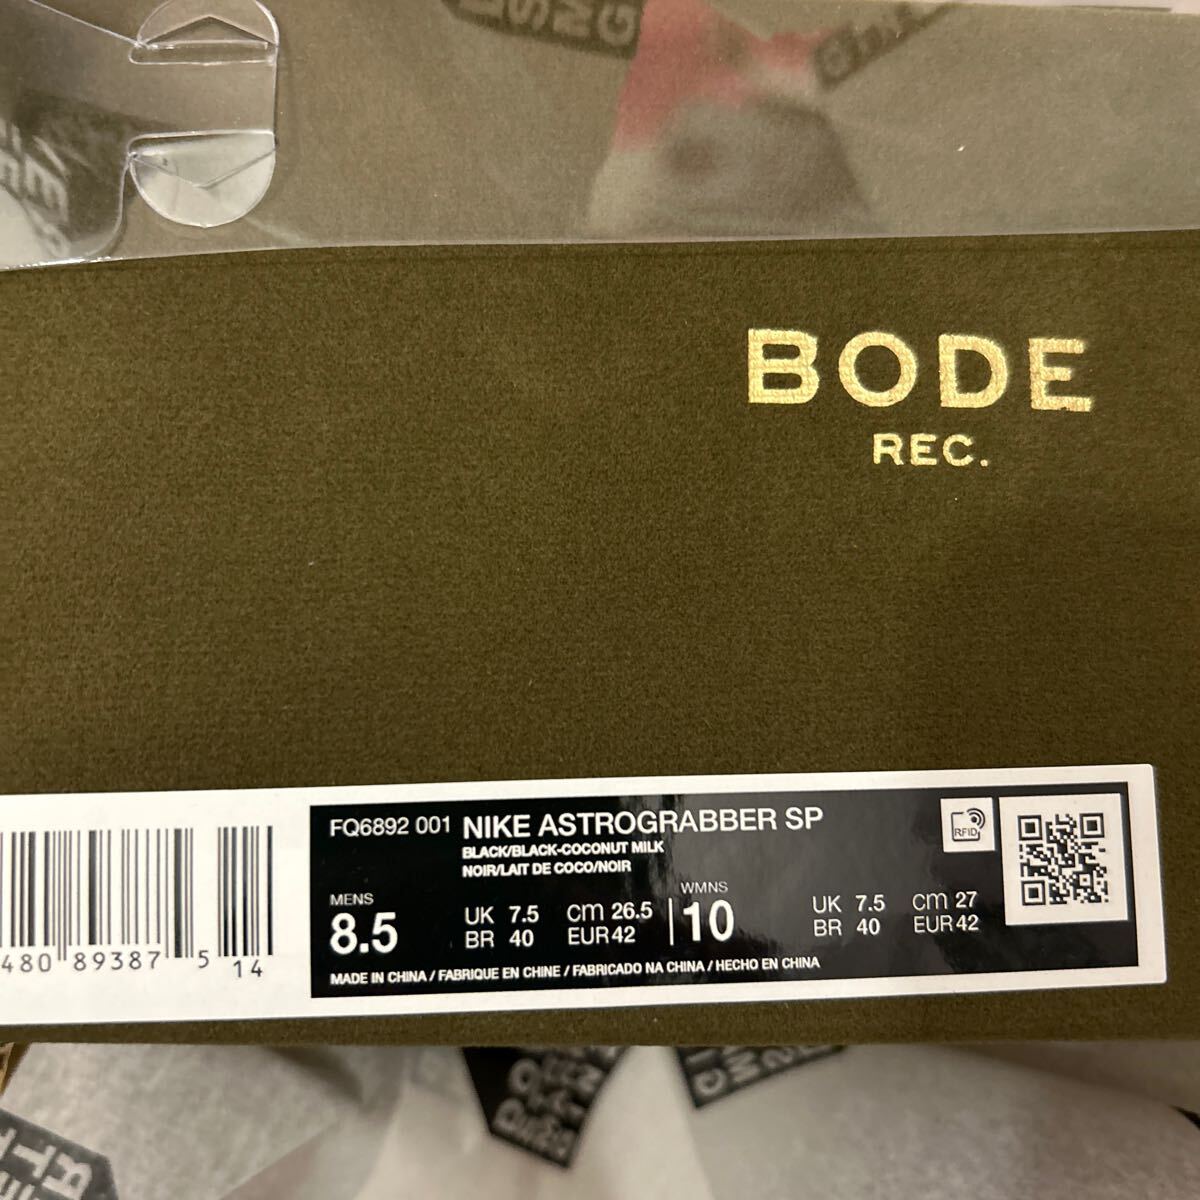 BODE
REC.
FQ6892 001 NIKE ASTROGRABBER SP
BLACK/BLACK-COCONUT MILK
NOIR/LAIT DE COCO/NOIR
RFID
MENS
8.5
UK 7.5 cm 26.5
BR 40 EUR 42
WMNS
10
UK 7.5 cm 27
BR 40 EUR 42
MADE IN CHINA / FABRIQUE EN CHINE / FABRICADO NA CHINA / HECHO EN CHINA
480 89387 5 14